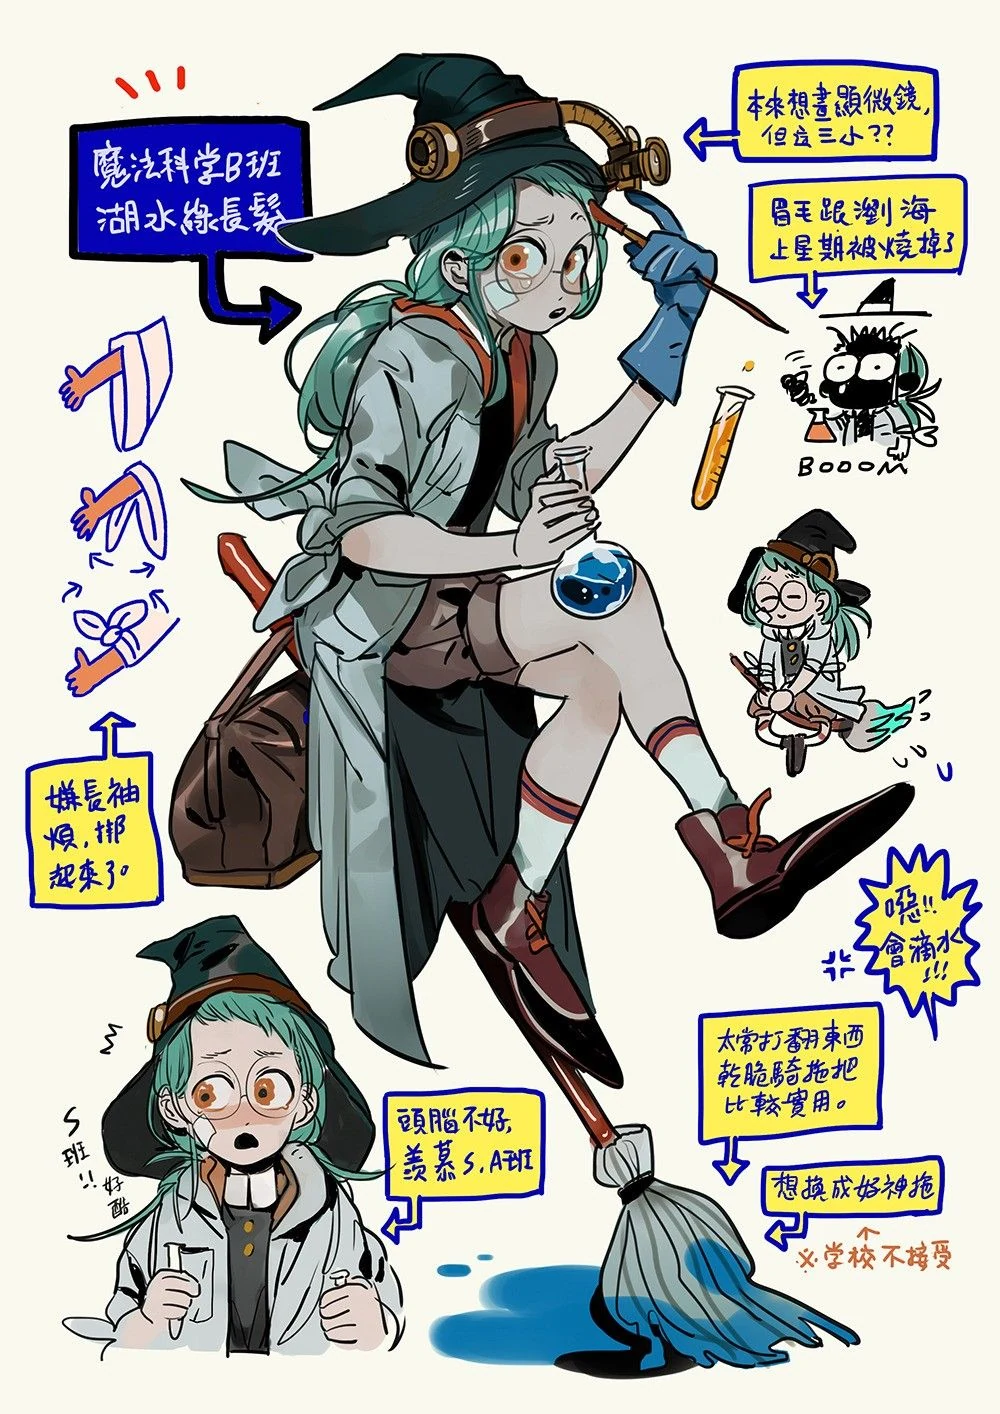 魔法科学B班
湖水綠長髮
本來想畫顯微鏡,
但這三小??
眉毛跟瀏海
上星期被燒掉了
BOOOM
嫌長袖
煩,綁
起來了。
噁!!
會滴水
!!!
太常打翻東西
乾脆騎拖把
比較實用。
想換成好神拖
※学校不接受
頭腦不好,
羨慕S,A班
S
班
!!
好
酷